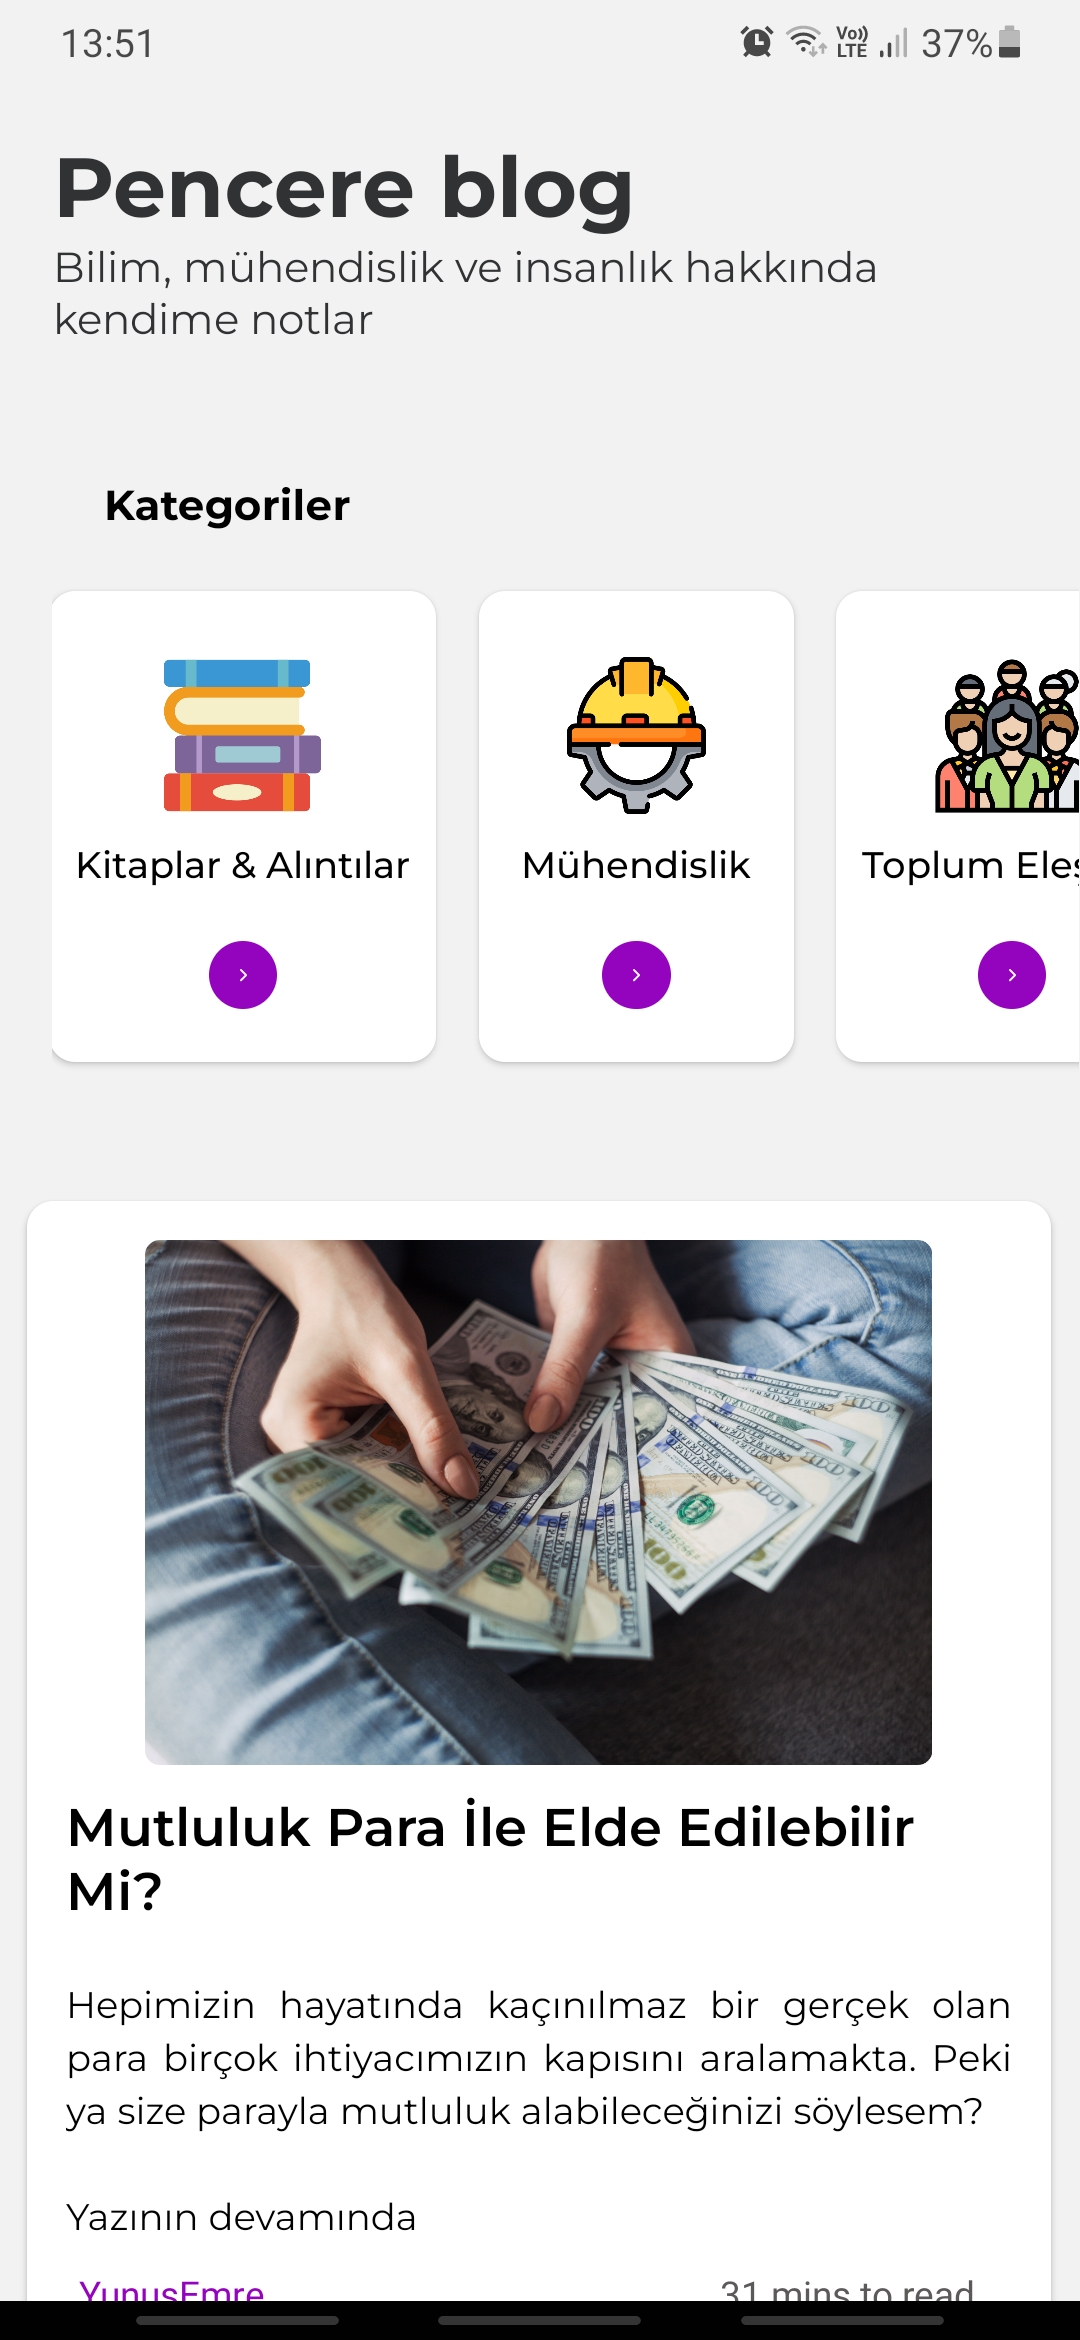 13:51
Vo)) LTE
37%
Pencere blog
Bilim, mühendislik ve insanlık hakkında
kendime notlar
Kategoriler
Kitaplar & Alıntılar
Mühendislik
Toplum Eleş
Mutluluk Para İle Elde Edilebilir
Mi?
Hepimizin hayatında kaçınılmaz bir gerçek olan
para birçok ihtiyacımızın kapısını aralamakta. Peki
ya size parayla mutluluk alabileceğinizi söylesem?
Yazının devamında
YunusEmre
31 mins to read